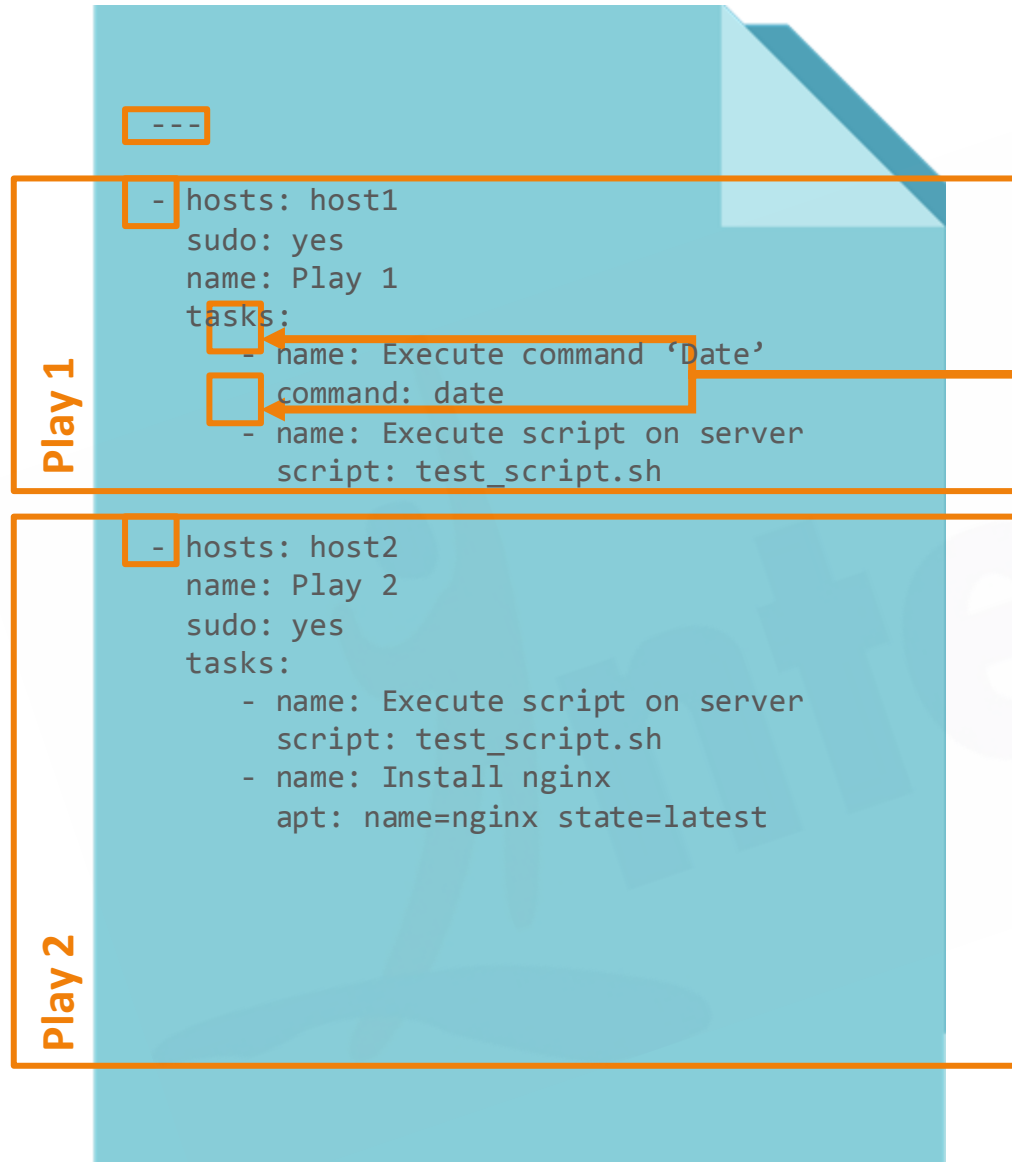 ---
Play 1
- hosts: host1
sudo: yes
name: Play 1
tasks:
- name: Execute command ‘Date’
command: date
- name: Execute script on server
script: test_script.sh
Play 2
- hosts: host2
name: Play 2
sudo: yes
tasks:
- name: Execute script on server
script: test_script.sh
- name: Install nginx
apt: name=nginx state=latest